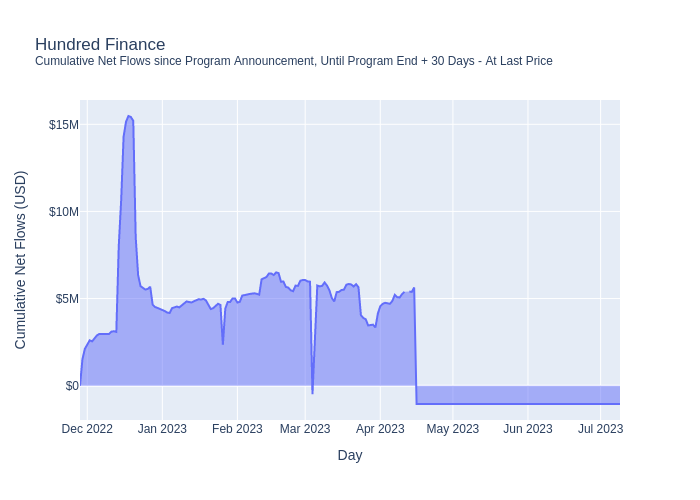 Hundred Finance
Cumulative Net Flows since Program Announcement, Until Program End + 30 Days - At Last Price
Cumulative Net Flows (USD)
$15M
$10M
$5M
$0
Dec 2022 Jan 2023 Feb 2023 Mar 2023 Apr 2023 May 2023 Jun 2023 Jul 2023
Day